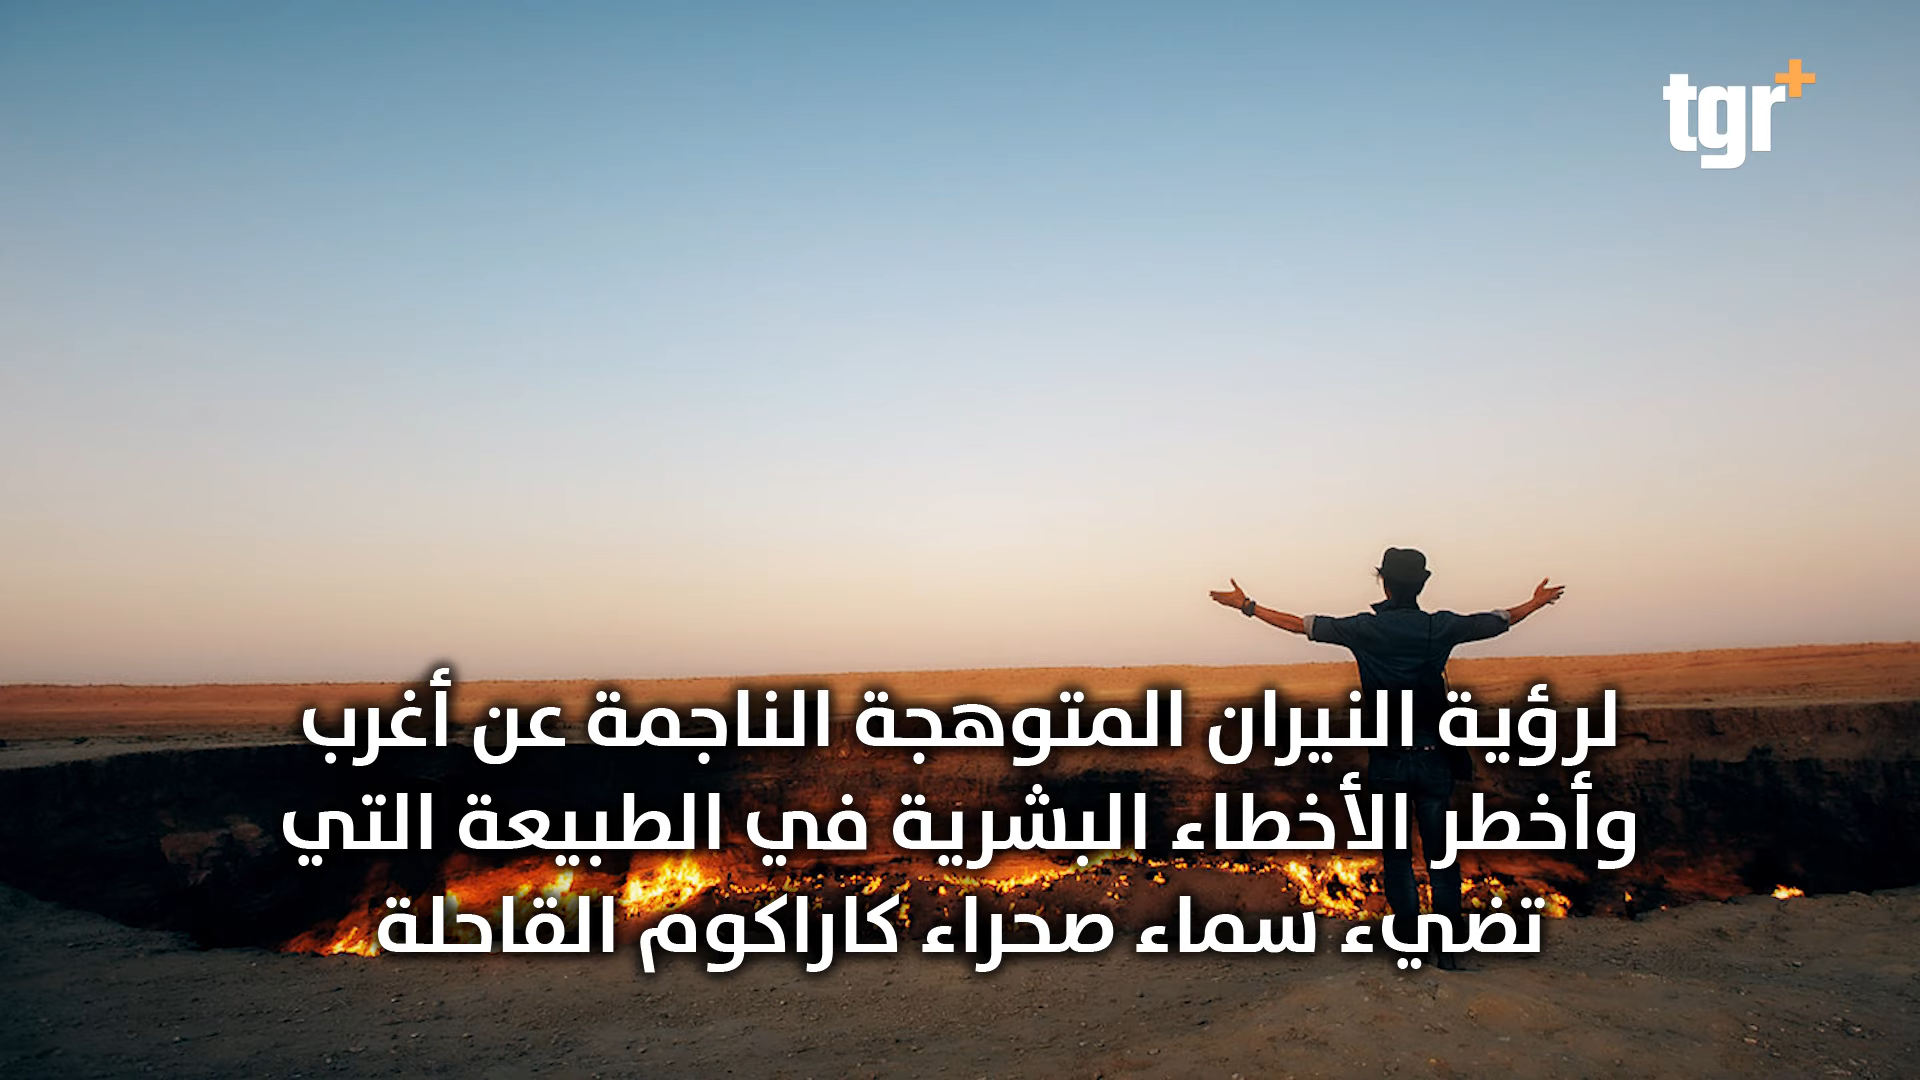 tgr+
لرؤية النيران المتوهجة الناجمة عن أغرب
وأخطر الأخطاء البشرية في الطبيعة التي
تضيء سماء صحراء كاراكوم القاحلة